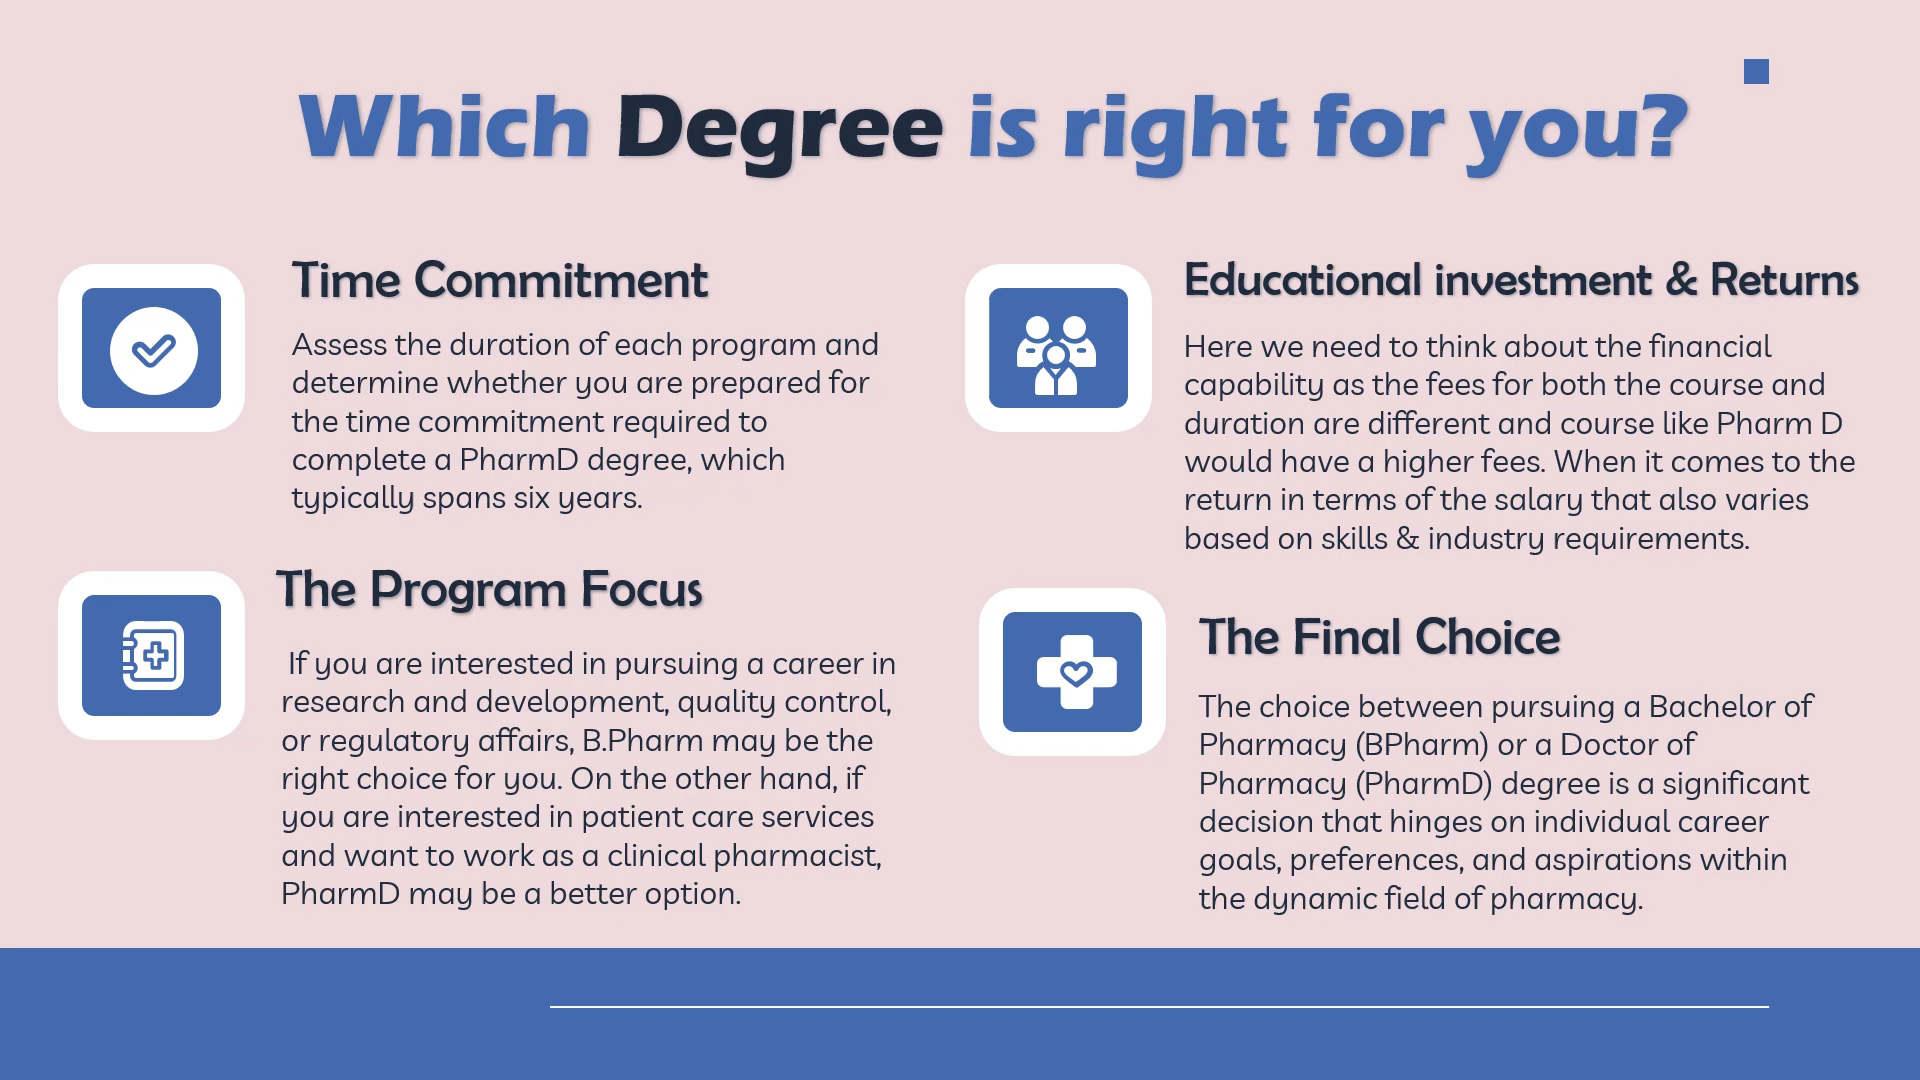 Which Degree is right for you?
Time Commitment
Assess the duration of each program and
determine whether you are prepared for
the time commitment required to
complete a PharmD degree, which
typically spans six years.
The Program Focus
If you are interested in pursuing a career in
research and development, quality control,
or regulatory affairs, B.Pharm may be the
right choice for you. On the other hand, if
you are interested in patient care services
and want to work as a clinical pharmacist,
PharmD may be a better option.
Educational investment & Returns
Here we need to think about the financial
capability as the fees for both the course and
duration are different and course like Pharm D
would have a higher fees. When it comes to the
return in terms of the salary that also varies
based on skills & industry requirements.
The Final Choice
The choice between pursuing a Bachelor of
Pharmacy (BPharm) or a Doctor of
Pharmacy (PharmD) degree is a significant
decision that hinges on individual career
goals, preferences, and aspirations within
the dynamic field of pharmacy.